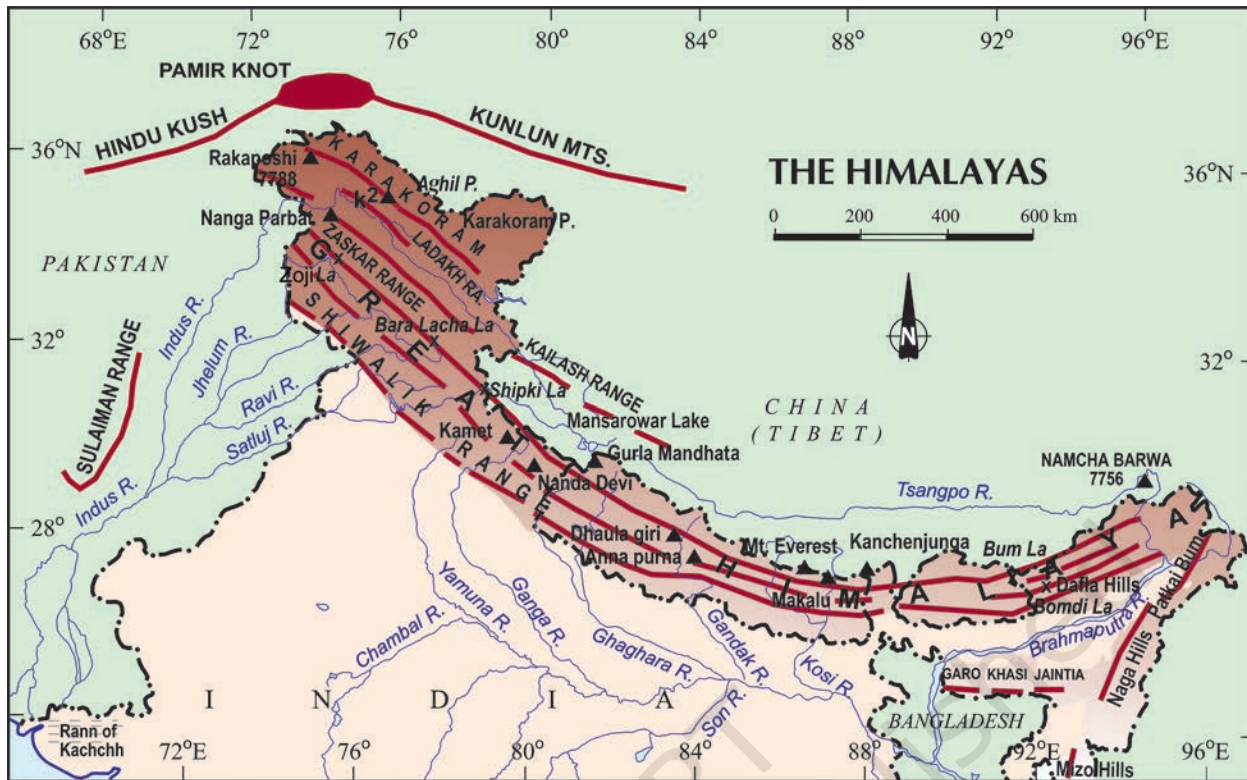 68°E
72°
76°
80°
84°
88°
92°
96°E
PAMIR KNOT
HINDU KUSH
KUNLUN MTS.
36°N
36°N
THE HIMALAYAS
0 200 400 600 km
Rakaposhi
7788
KARAKORAM
Aghil P.
k2
Karakoram P.
Nanga Parbat
LADAKH RA.
ZASKAR RANGE
PAKISTAN
Zoji La
GREAT HIMALAYAN
SHIWALIK RANGE
Bara Lacha La
N
Indus R.
Jhelum R.
Ravi R.
Satluj R.
SULAIMAN RANGE
32°
32°
KAILASH RANGE
Shipki La
Mansarowar Lake
CHINA
(TIBET)
Kamet
Gurla Mandhata
Nanda Devi
NAMCHA BARWA
7756
Tsangpo R.
Indus R.
28°
Dhaula giri
Anna purna
Mt. Everest
Kanchenjunga
Makalu
Bum La
Dafla Hills
Bomdi La
Patkai Bum
Brahmaputra R.
Naga Hills
Yamuna R.
Ganga R.
Chambal R.
Ghaghara R.
Gandak R.
Kosi R.
Son R.
INDIA
GARO KHASI JAINTIA
BANGLADESH
Mizo Hills
Rann of
Kachchh
72°E
76°
80°
84°
88°
92°E
96°E